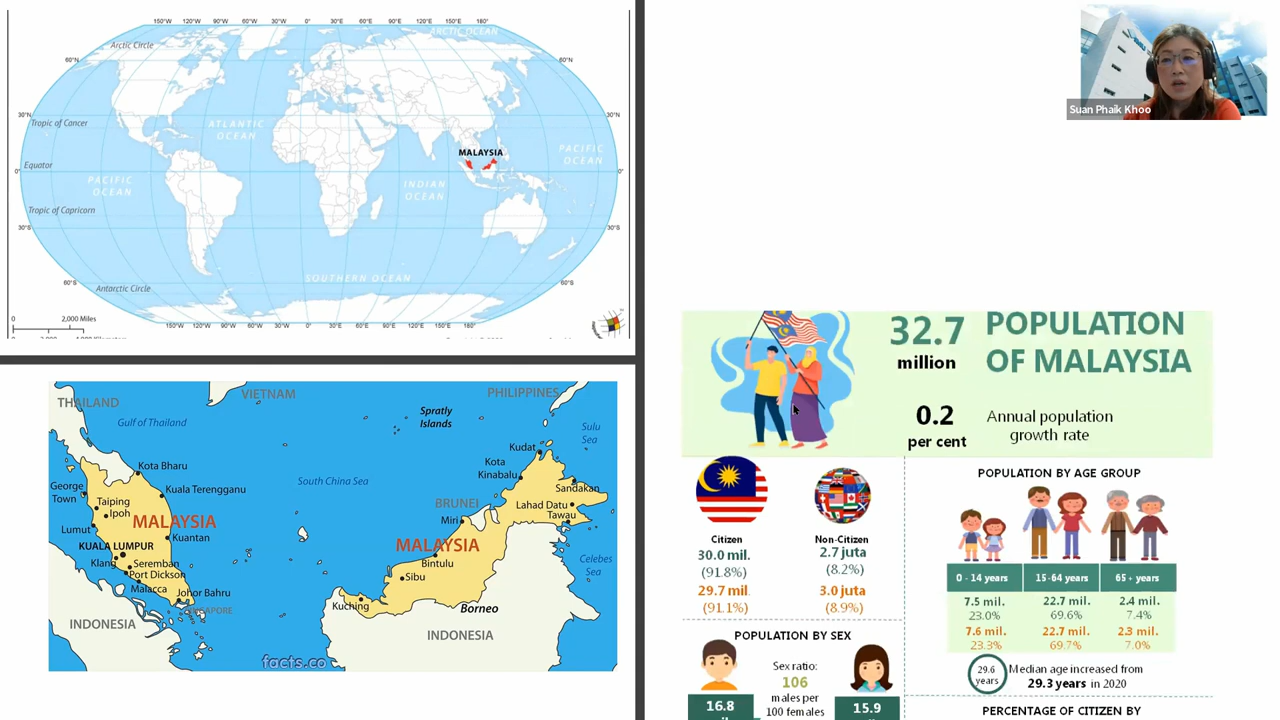 150°W 120°W 90°W 60°W 30°W 0° 30°E 60°E 90°E 120°E 150°E 180°
ARCTIC OCEAN
Arctic Circle
60°N
60°N
30°N
30°N
Tropic of Cancer
ATLANTIC
OCEAN
MALAYSIA
PACIFIC
OCEAN
Equator
0°
0°
PACIFIC
OCEAN
INDIAN
OCEAN
Tropic of Capricorn
30°S
30°S
SOUTHERN OCEAN
60°S
60°S
Antarctic Circle
0 2,000 Miles
150°W 120°W 90°W 60°W 30°W 0° 30°E 60°E 90°E 120°E 150°E 180°
THAILAND
VIETNAM
PHILIPPINES
Gulf of Thailand
Spratly
Islands
Sulu
Sea
Kudat
Kota Bharu
Kota
Kinabalu
George
Town
Kuala Terengganu
Sandakan
South China Sea
Taiping
Ipoh
BRUNEI
Lahad Datu
Tawau
MALAYSIA
Miri
Lumut
Kuantan
MALAYSIA
KUALA LUMPUR
Celebes
Sea
Klang
Seremban
Bintulu
Port Dickson
Sibu
Malacca
Johor Bahru
Kuching
Borneo
SINGAPORE
INDONESIA
INDONESIA
facts.co
Suan Phaik Khoo
32.7
million
POPULATION
OF MALAYSIA
0.2
per cent
Annual population
growth rate
Citizen
30.0 mil.
(91.8%)
29.7 mil.
(91.1%)
Non-Citizen
2.7 juta
(8.2%)
3.0 juta
(8.9%)
POPULATION BY AGE GROUP
0 - 14 years 15-64 years 65+ years
7.5 mil. 22.7 mil. 2.4 mil.
23.0% 69.6% 7.4%
7.6 mil. 22.7 mil. 2.3 mil.
23.3% 69.7% 7.0%
29.6
years
Median age increased from
29.3 years in 2020
POPULATION BY SEX
Sex ratio:
106
males per
100 females
16.8
15.9
PERCENTAGE OF CITIZEN BY